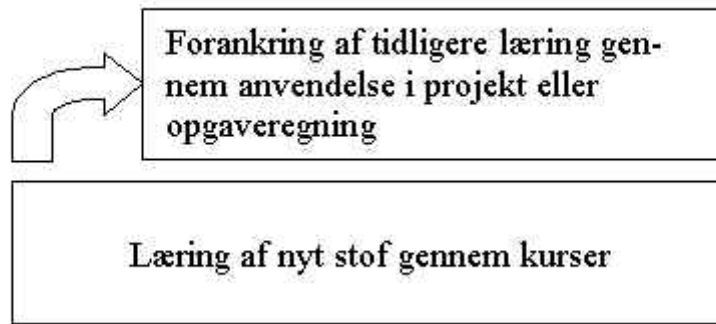 Forankring af tidligere læring gen-
nem anvendelse i projekt eller
opgaveregning
Læring af nyt stof gennem kurser